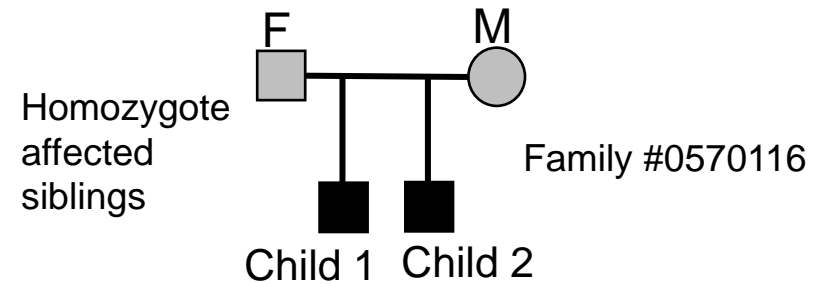 F
M
Homozygote
affected
siblings
Family #0570116
Child 1
Child 2